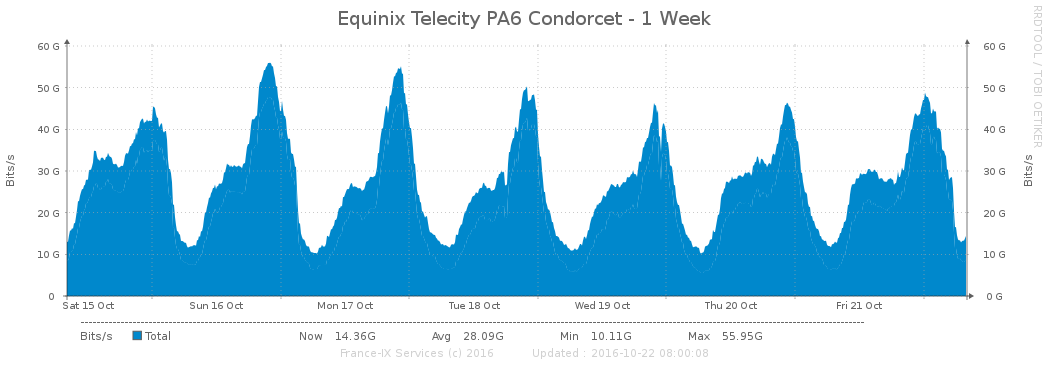 Equinix Telecity PA6 Condorcet - 1 Week
RRDTOOL / TOBI OETIKER
Bits/s
Bits/s
60 G 60 G
50 G 50 G
40 G 40 G
30 G 30 G
20 G 20 G
10 G 10 G
0 0 G
Sat 15 Oct Sun 16 Oct Mon 17 Oct Tue 18 Oct Wed 19 Oct Thu 20 Oct Fri 21 Oct
Bits/s Total Now 14.36G Avg 28.09G Min 10.11G Max 55.95G
France-IX Services (c) 2016 Updated : 2016-10-22 08:00:08